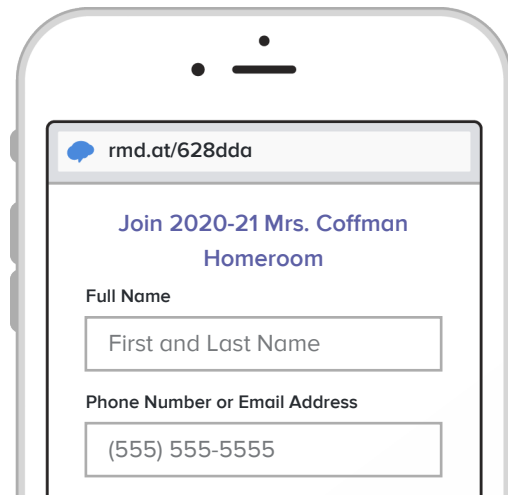 rmd.at/628dda
Join 2020-21 Mrs. Coffman
Homeroom
Full Name
First and Last Name
Phone Number or Email Address
(555) 555-5555